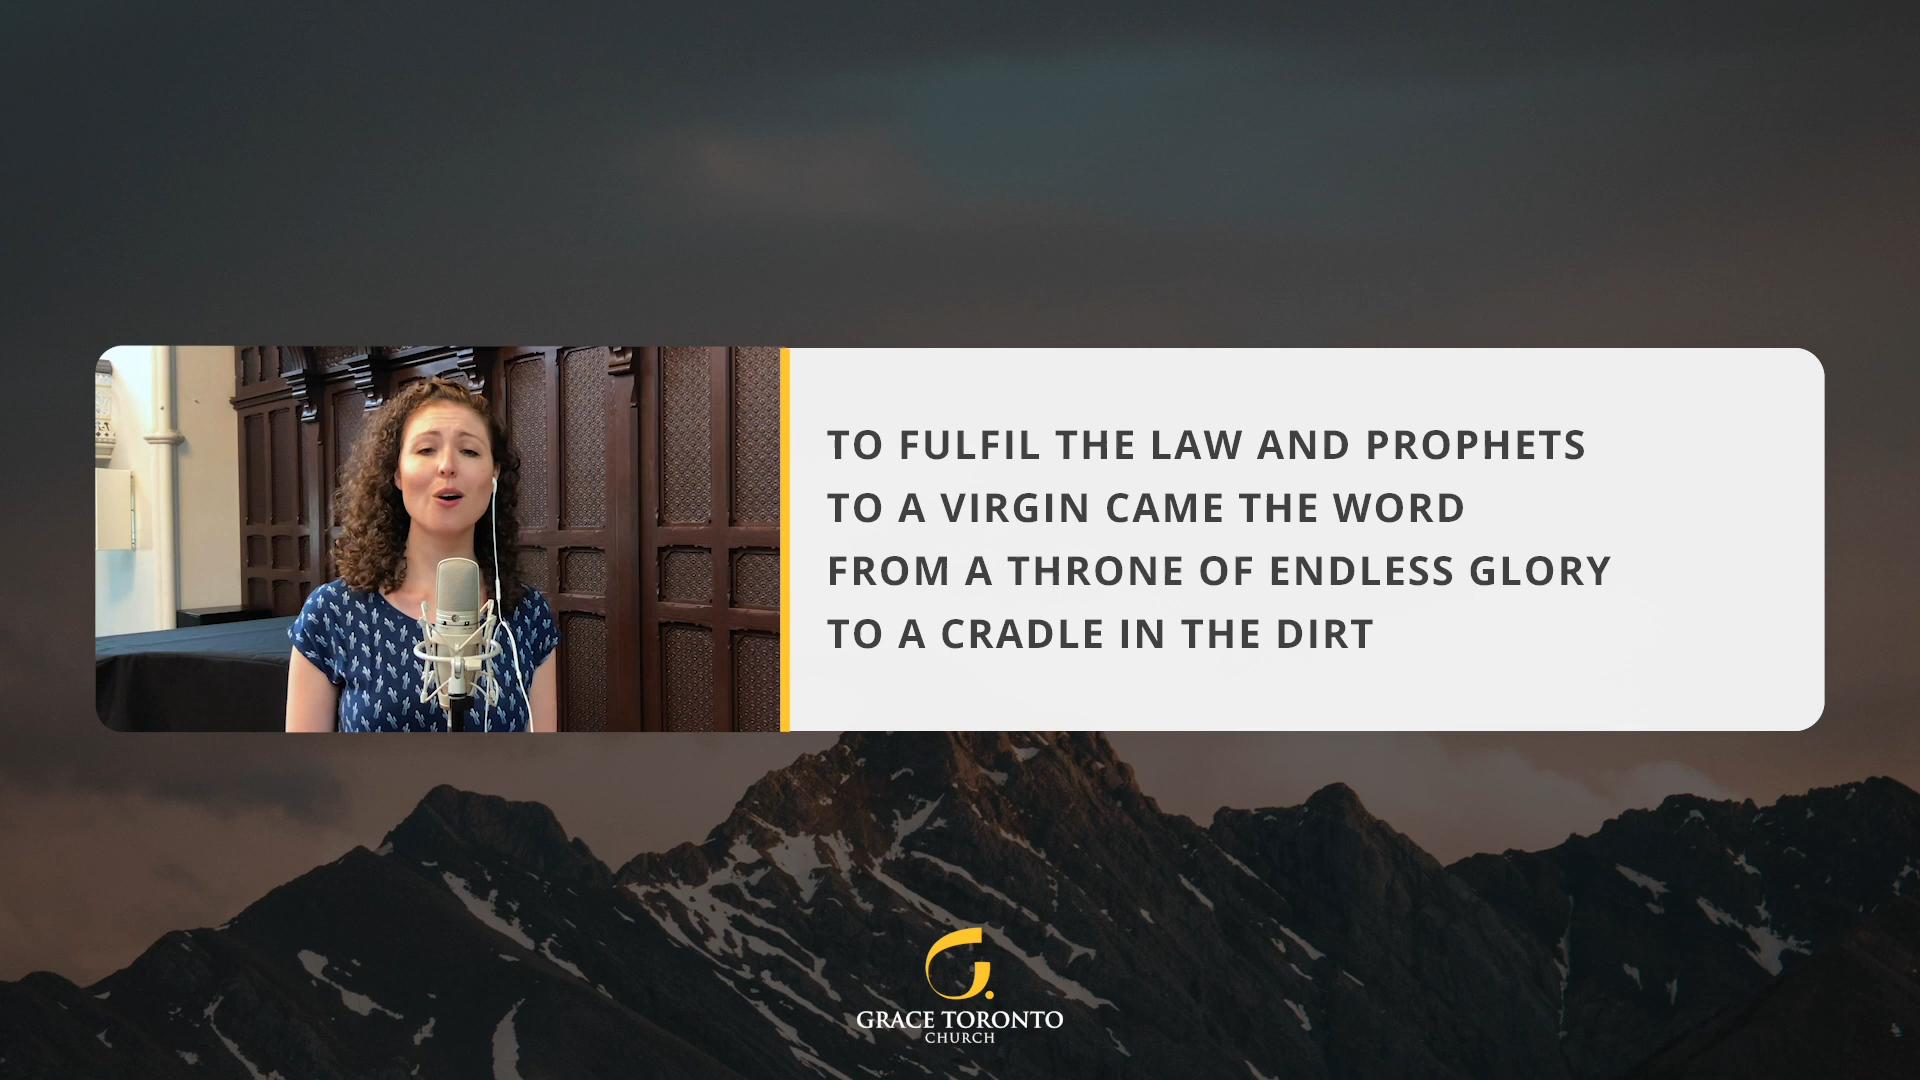 TO FULFIL THE LAW AND PROPHETS
TO A VIRGIN CAME THE WORD
FROM A THRONE OF ENDLESS GLORY
TO A CRADLE IN THE DIRT
GRACE TORONTO
CHURCH